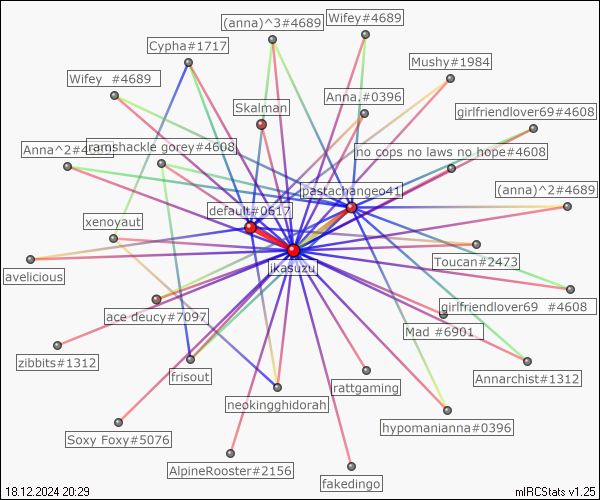 (anna)^3#4689
Wifey#4689
Cypha#1717
Mushy#1984
Wifey #4689
Anna.#0396
Skalman
girlfriendlover69#4608
Anna^2#4
ramshackle gorey#4608
no cops no laws no hope#4608
pastachangeo41
(anna)^2#4689
default#0617
xenoyaut
Toucan#2473
jkasuzu
avelicious
girlfriendlover69 #4608
ace deucy#7097
Mad #6901
zibbits#1312
frisout
Annarchist#1312
rattgaming
neokingghidorah
hypomanianna#0396
Soxy Foxy#5076
AlpineRooster#2156
fakedingo
18.12.2024 20:29
mIRCStats v1.25